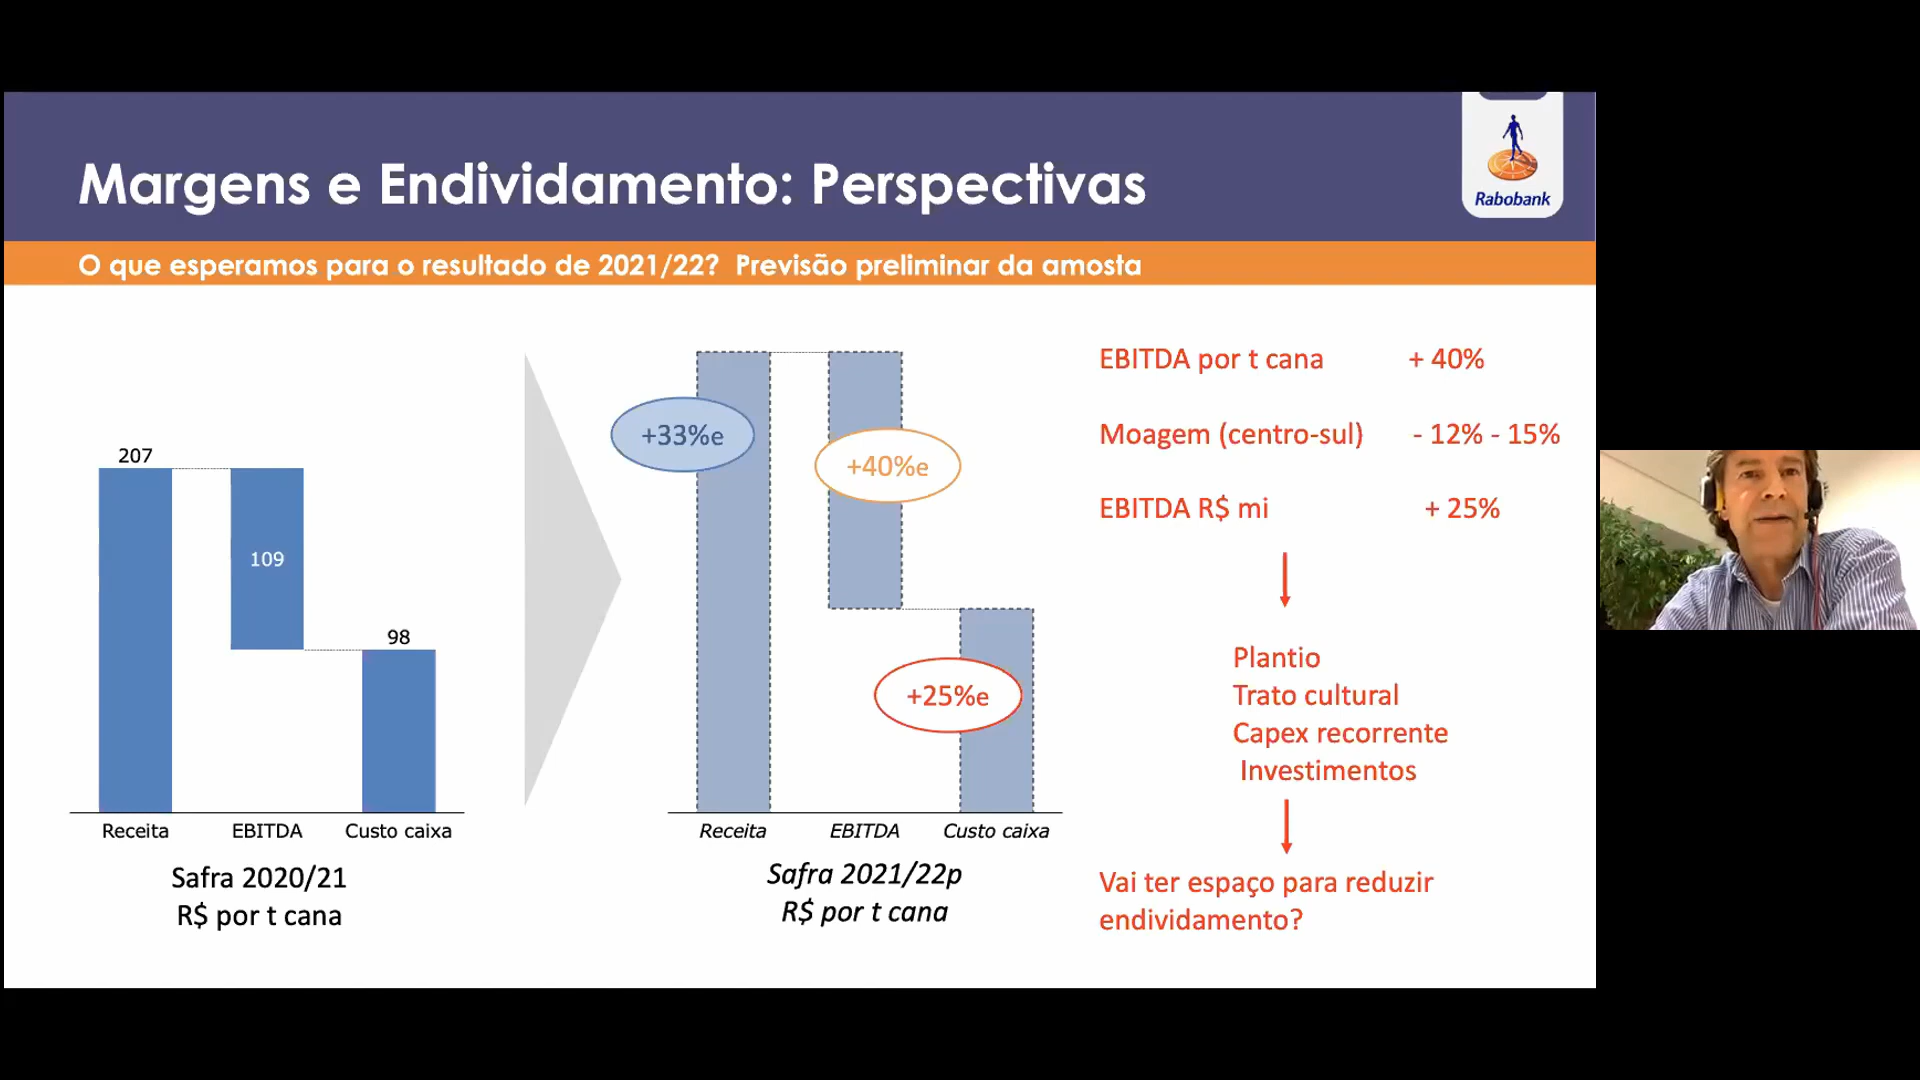 Margens e Endividamento: Perspectivas
Rabobank
O que esperamos para o resultado de 2021/22? Previsão preliminar da amosta
207
109
98
Receita EBITDA Custo caixa
Safra 2020/21
R$ por t cana
+33%e
+40%e
+25%e
Receita EBITDA Custo caixa
Safra 2021/22p
R$ por t cana
EBITDA por t cana + 40%
Moagem (centro-sul) - 12% - 15%
EBITDA R$ mi + 25%
Plantio
Trato cultural
Capex recorrente
Investimentos
Vai ter espaço para reduzir
endividamento?